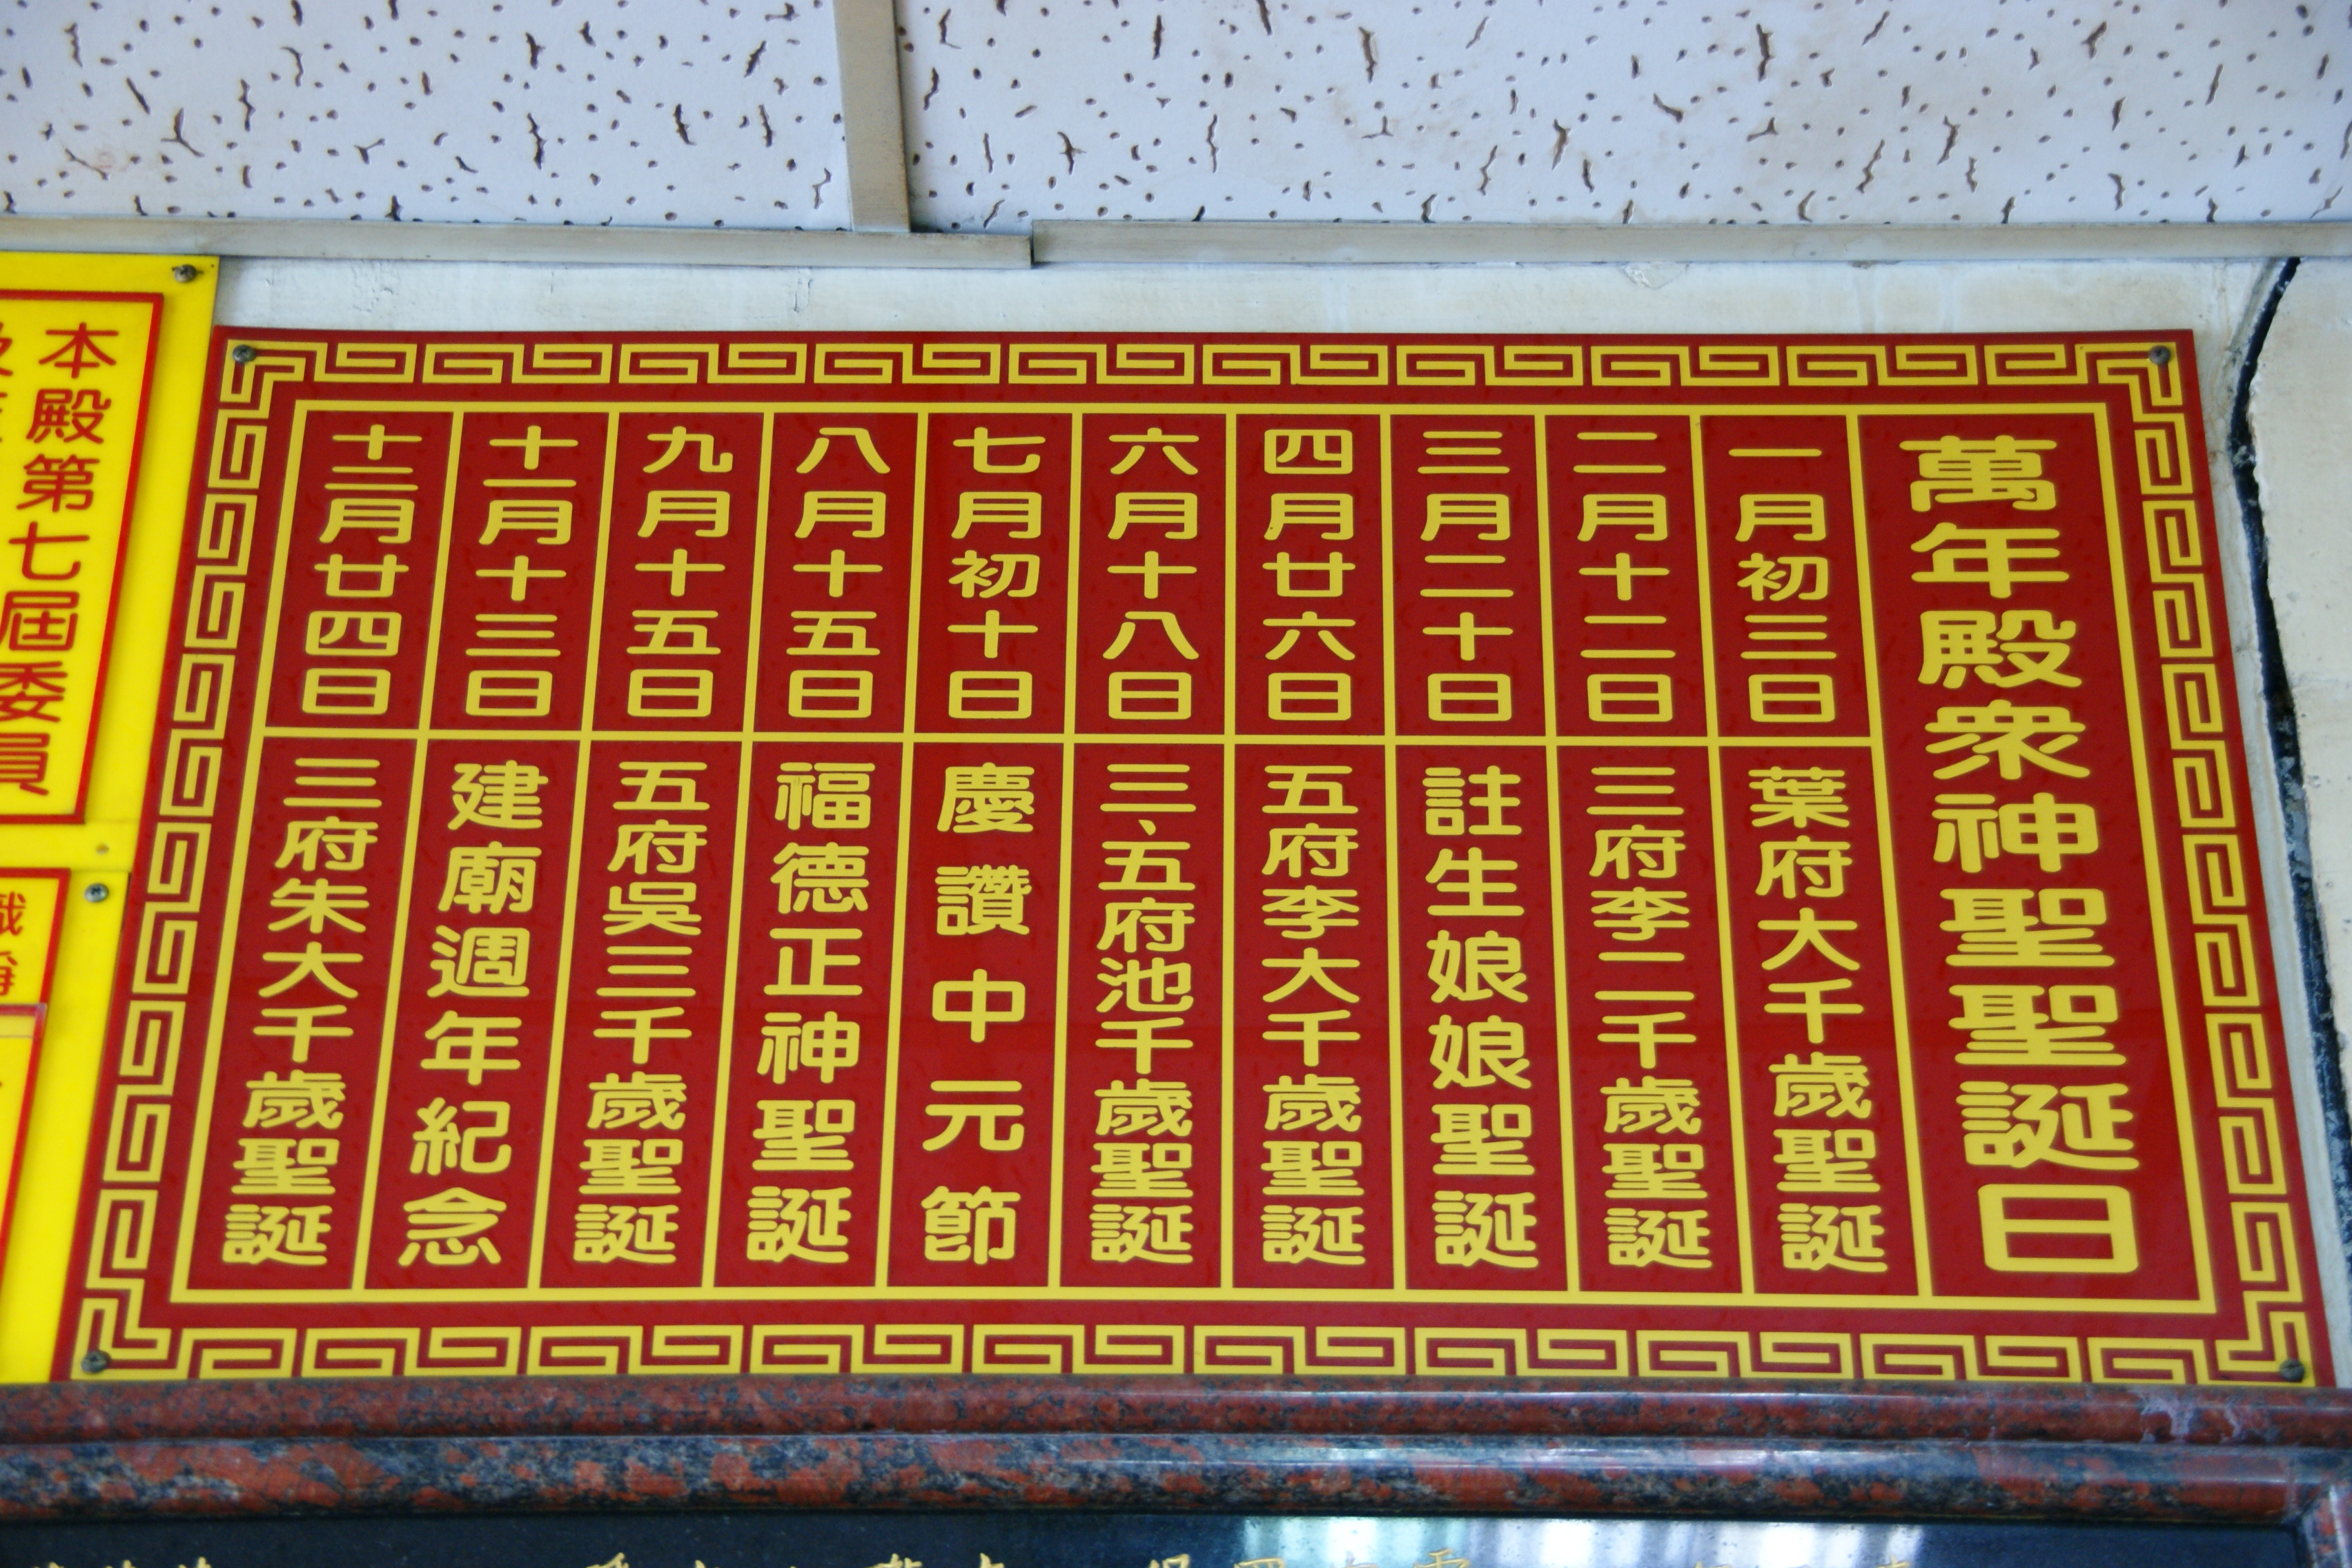 萬年殿衆神聖聖誕日
一月初三日
葉府大千歲聖誕
二月十二日
三府李二千歲聖誕
三月二十日
註生娘娘聖誕
四月廿六日
五府李大千歲聖誕
六月十八日
三、五府池千歲聖誕
七月初十日
慶讚中元節
八月十五日
福德正神聖誕
九月十五日
五府吳三千歲聖誕
十一月十三日
建廟週年紀念
十二月廿四日
三府朱大千歲聖誕
本殿第七屆委員